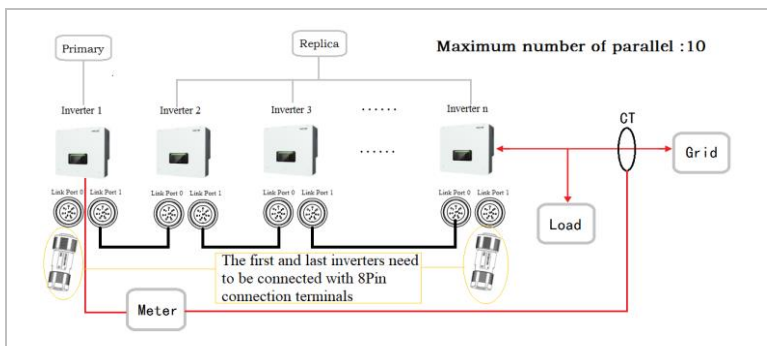 Primary
Replica
Maximum number of parallel :10
Inverter 1
Inverter 2
Inverter 3
......
Inverter n
CT
......
Grid
Link Port 0
Link Port 1
Link Port 0
Link Port 1
Link Port 0
Link Port 1
Link Port 0
Link Port 1
Load
The first and last inverters need
to be connected with 8Pin
connection terminals
Meter